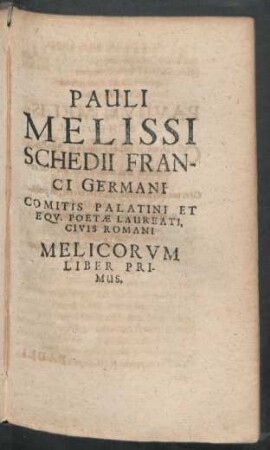 PAULI
MELISSI
SCHEDII FRAN-
CI GERMANI
COMITIS PALATINI ET
EQV. POETÆ LAUREATI,
CIVIS ROMANI
MELICORVM
LIBER PRI-
MUS.